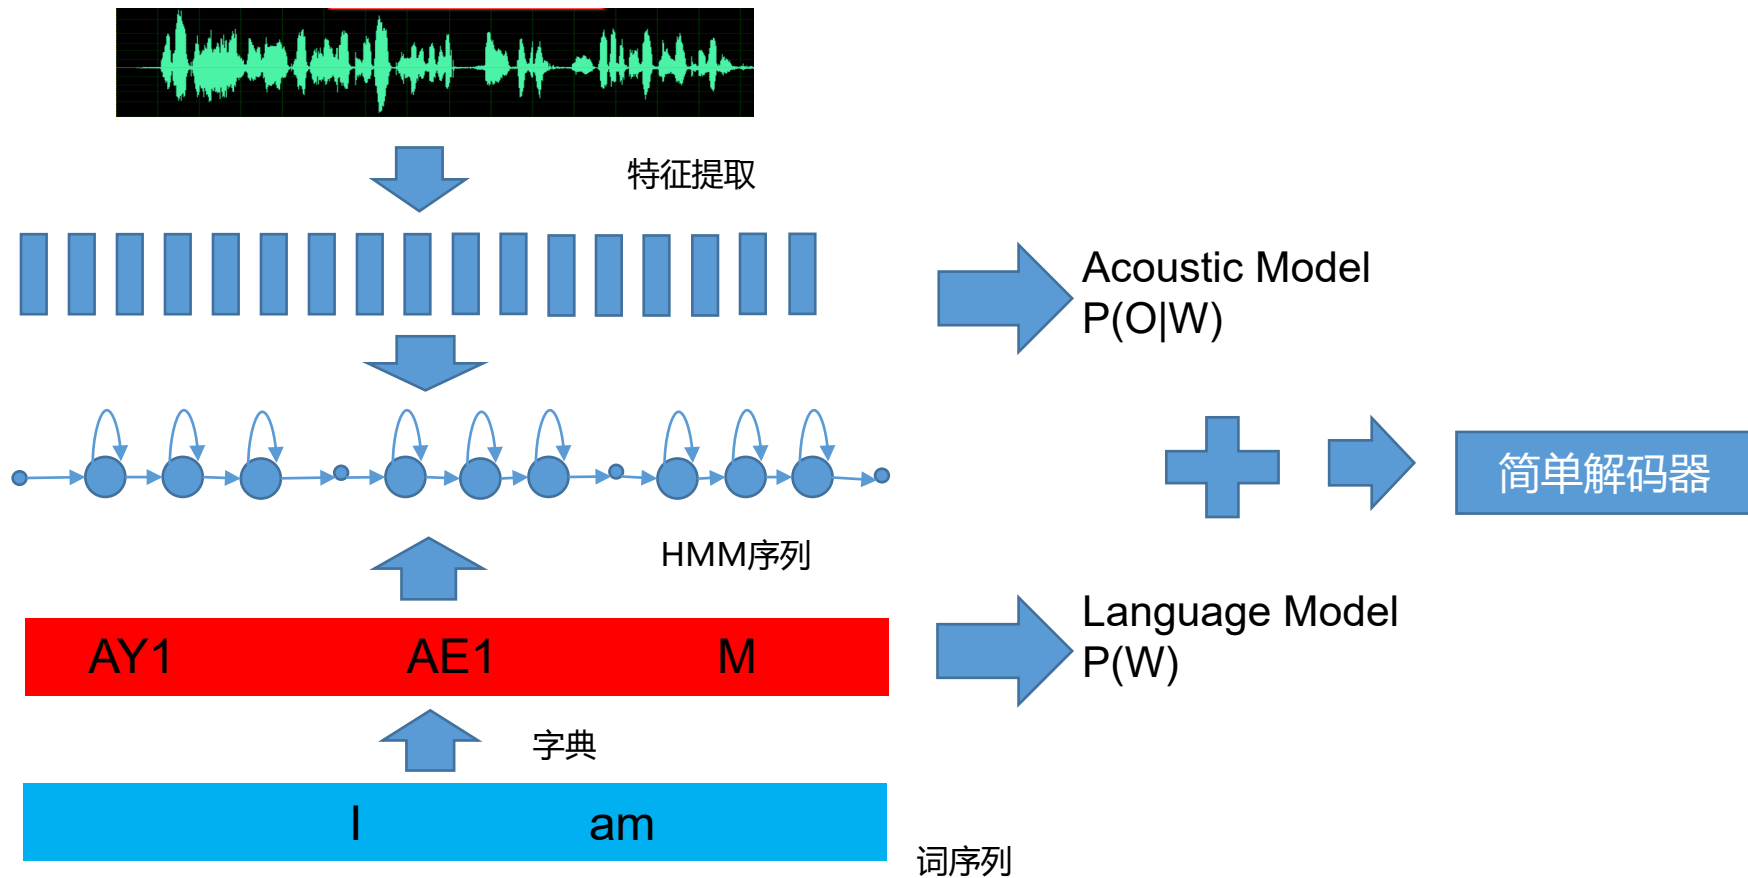 特征提取
Acoustic Model
P(O|W)
简单解码器
HMM序列
Language Model
P(W)
AY1 AE1 M
字典
I am
词序列